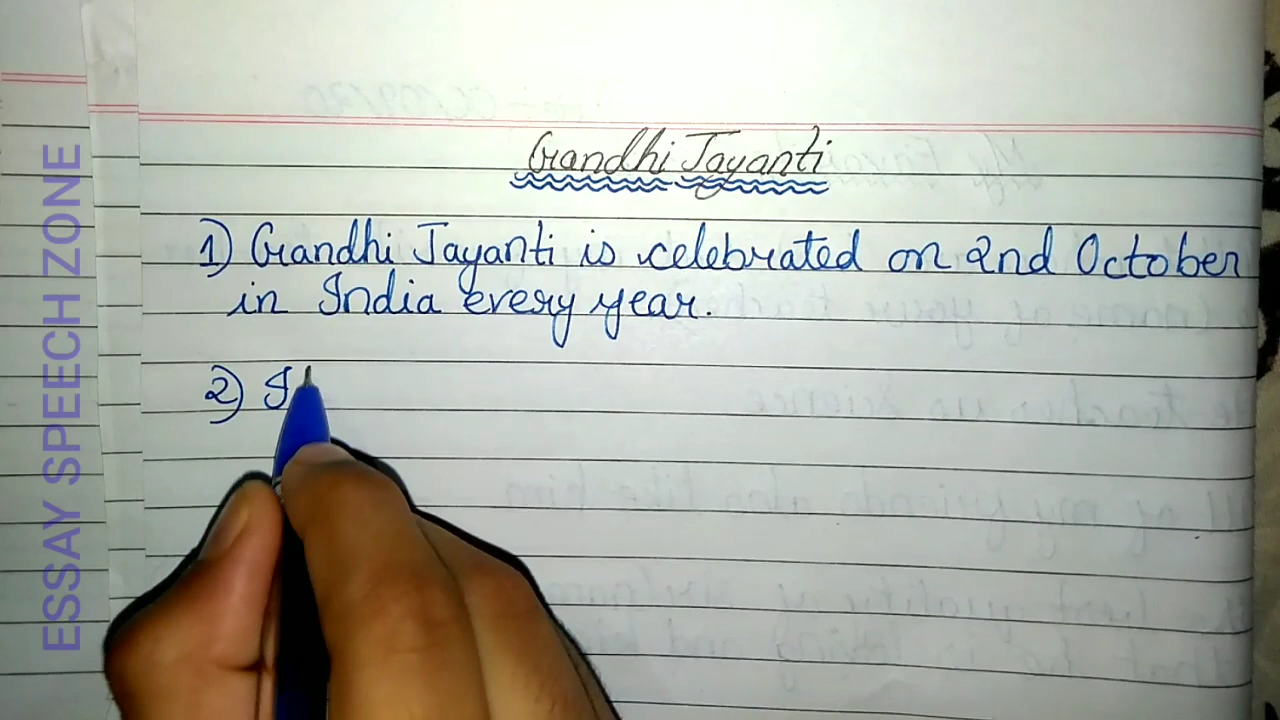 Gandhi Jayanti
1) Gandhi Jayanti is celebrated on 2nd October
in India every year.
2) I
ESSAY SPEECH ZONE